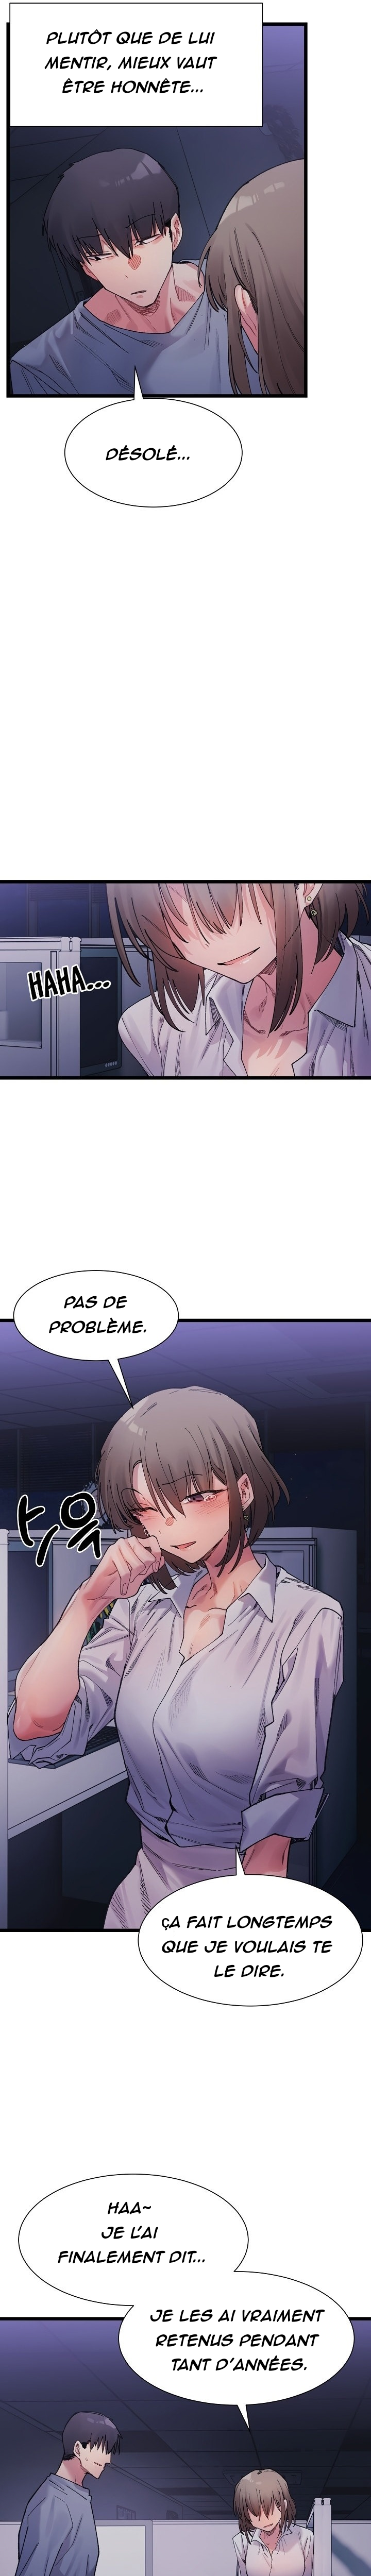 PLUTÔT QUE DE LUI
MENTIR, MIEUX VAUT
ÊTRE HONNÊTE...
DÉSOLÉ...
HAHA...
PAS DE
PROBLÈME.
ÇA FAIT LONGTEMPS
QUE JE VOULAIS TE
LE DIRE.
HAA~
JE L'AI
FINALEMENT DIT...
JE LES AI VRAIMENT
RETENUS PENDANT
TANT D'ANNÉES.